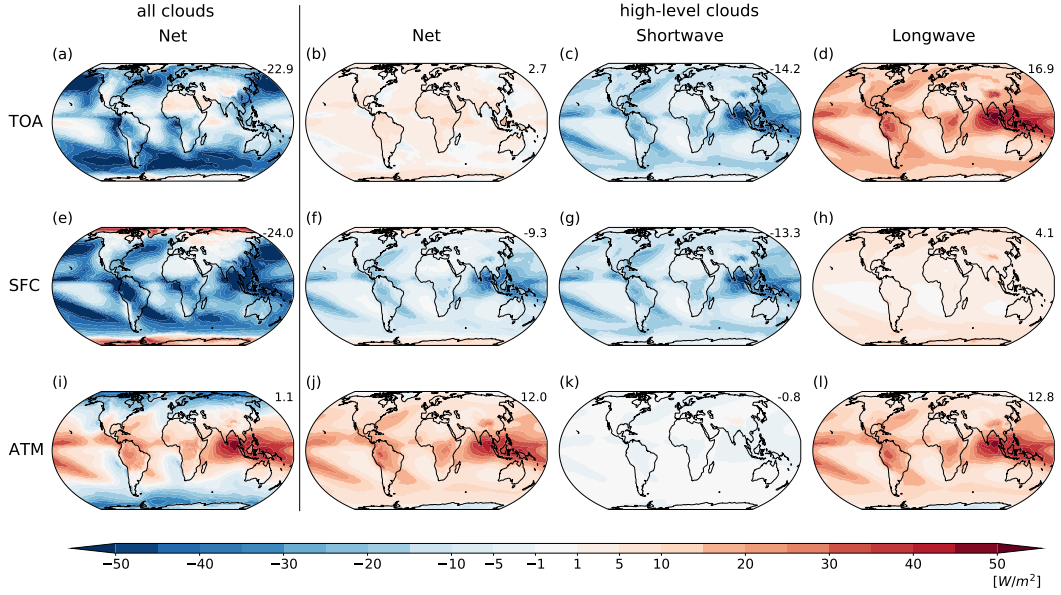 all clouds high-level clouds
Net Net Shortwave Longwave
(a) -22.9 (b) 2.7 (c) -14.2 (d) 16.9
TOA
(e) -24.0 (f) -9.3 (g) -13.3 (h) 4.1
SFC
(i) 1.1 (j) 12.0 (k) -0.8 (l) 12.8
ATM
−50 −40 −30 −20 −10 −5 −1 1 5 10 20 30 40 50
[W/m²]